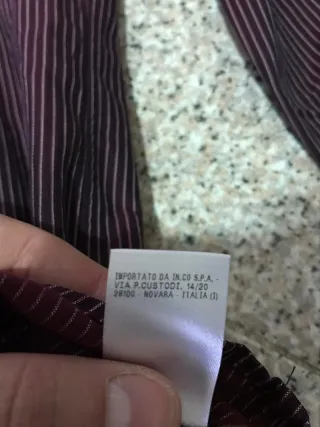 IMPORTATO DA IN.CO S.P.A. -
VIA P.CUSTODI, 14/20
28100 - NOVARA - ITALIA (I)